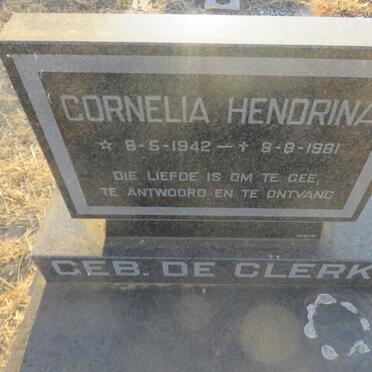 CORNELIA HENDRINA
☆ 8-5-1942 — ✝ 8-8-1981
DIE LIEFDE IS OM TE GEE,
TE ANTWOORD EN TE ONTVANG
GEB. DE CLERK